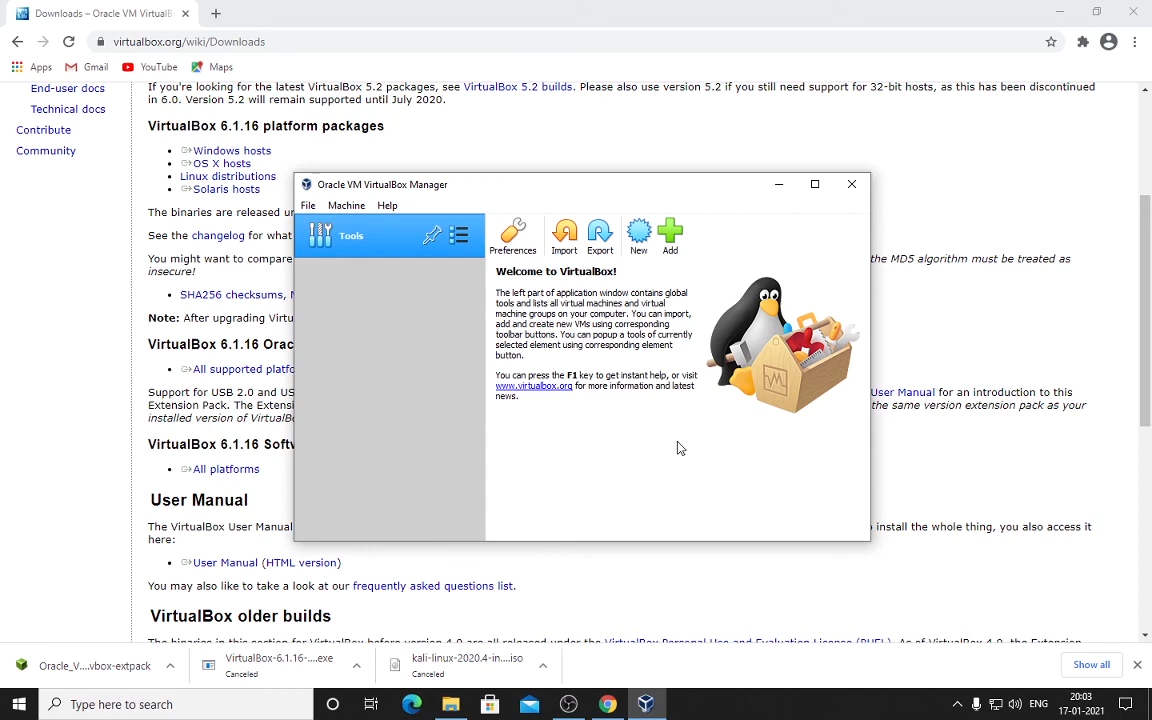 Downloads – Oracle VM VirtualB
virtualbox.org/wiki/Downloads
Apps Gmail YouTube Maps
End-user docs
Technical docs
Contribute
Community
If you're looking for the latest VirtualBox 5.2 packages, see VirtualBox 5.2 builds. Please also use version 5.2 if you still need support for 32-bit hosts, as this has been discontinued
in 6.0. Version 5.2 will remain supported until July 2020.
VirtualBox 6.1.16 platform packages
Windows hosts
OS X hosts
Linux distributions
Solaris hosts
The binaries are released
See the changelog for what
You might want to compare
the MD5 algorithm must be treated as
insecure!
SHA256 checksums,
Note: After upgrading Virtu
VirtualBox 6.1.16 Orac
All supported platfo
Support for USB 2.0 and US
User Manual for an introduction to this
Extension Pack. The Extens
the same version extension pack as your
installed version of VirtualB
VirtualBox 6.1.16 Softw
All platforms
User Manual
The VirtualBox User Manual
install the whole thing, you also access it
here:
User Manual (HTML version)
You may also like to take a look at our frequently asked questions list.
VirtualBox older builds
Oracle VM VirtualBox Manager
File Machine Help
Tools
Preferences Import Export New Add
Welcome to VirtualBox!
The left part of application window contains global
tools and lists all virtual machines and virtual
machine groups on your computer. You can import,
add and create new VMs using corresponding
toolbar buttons. You can popup a tools of currently
selected element using corresponding element
button.
You can press the F1 key to get instant help, or visit
www.virtualbox.org for more information and latest
news.
Oracle_V....vbox-extpack
VirtualBox-6.1.16-....exe
Canceled
kali-linux-2020.4-in....iso
Canceled
Show all
Type here to search
ENG
20:03
17-01-2021